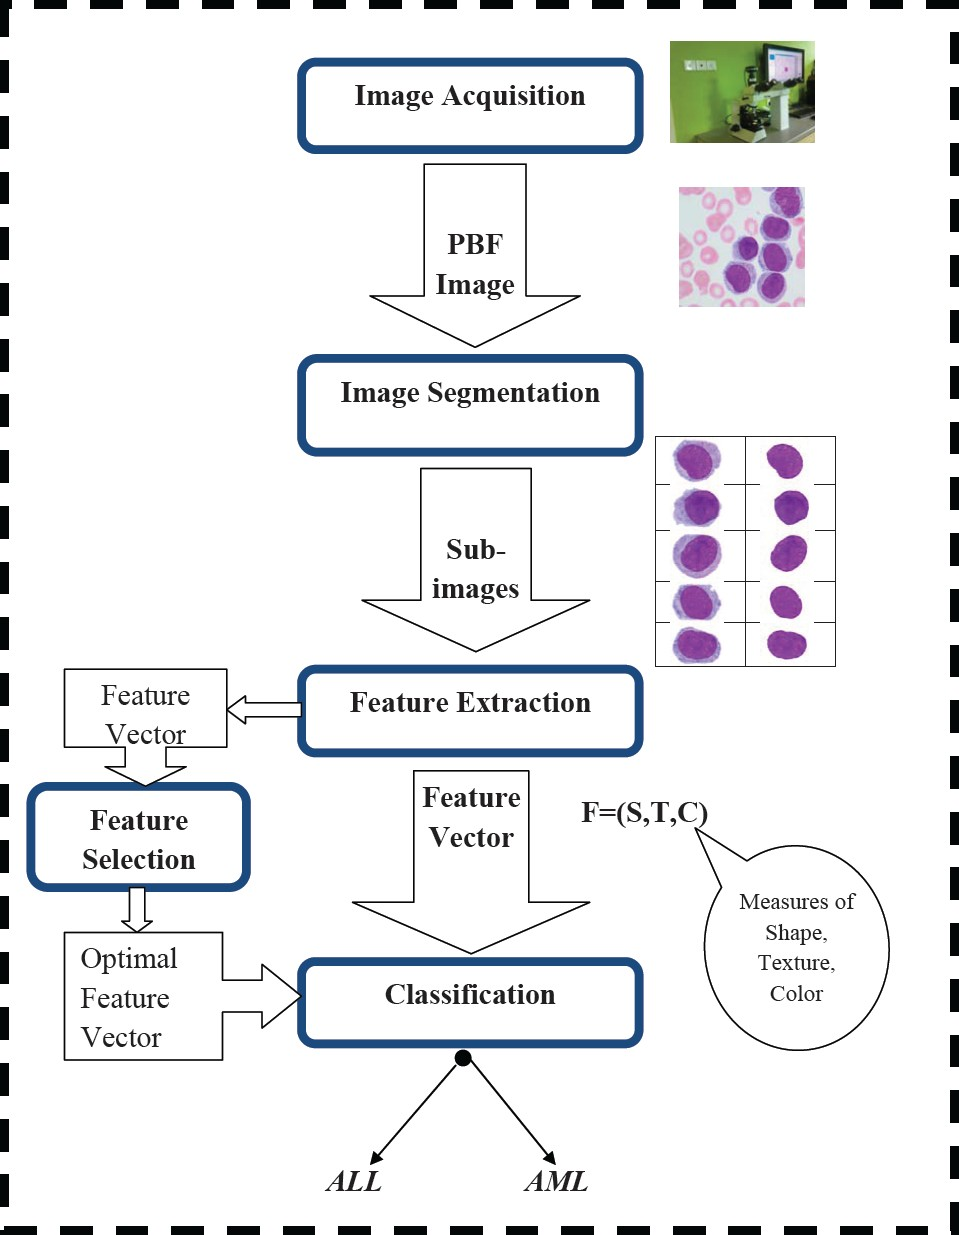 Image Acquisition
PBF
Image
Image Segmentation
Sub-
images
Feature Extraction
Feature
Vector
Feature
Selection
Optimal
Feature
Vector
Feature
Vector
F=(S,T,C)
Measures of
Shape,
Texture,
Color
Classification
ALL
AML